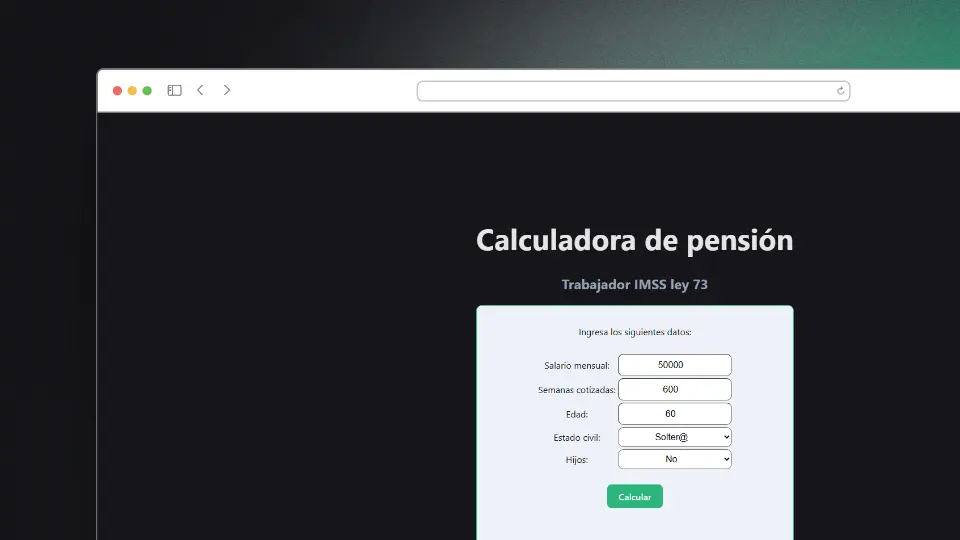 Calculadora de pensión
Trabajador IMSS ley 73
Ingresa los siguientes datos:
Salario mensual: 50000
Semanas cotizadas: 600
Edad: 60
Estado civil: Solter@
Hijos: No
Calcular